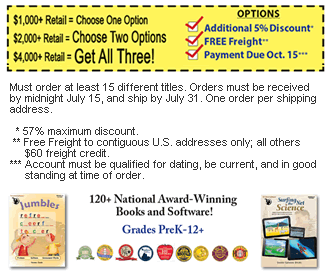 $1,000+ Retail = Choose One Option
$2,000+ Retail = Choose Two Options
$4,000+ Retail = Get All Three!
OPTIONS
Additional 5% Discount*
FREE Freight**
Payment Due Oct. 15***
Must order at least 15 different titles. Orders must be received
by midnight July 15, and ship by July 31. One order per shipping
address.
* 57% maximum discount.
** Free Freight to contiguous U.S. addresses only; all others
$60 freight credit.
*** Account must be qualified for dating, be current, and in good
standing at time of order.
Jumbles
120+ National Award-Winning
Books and Software!
Grades PreK-12+
Surfing the Net
Science